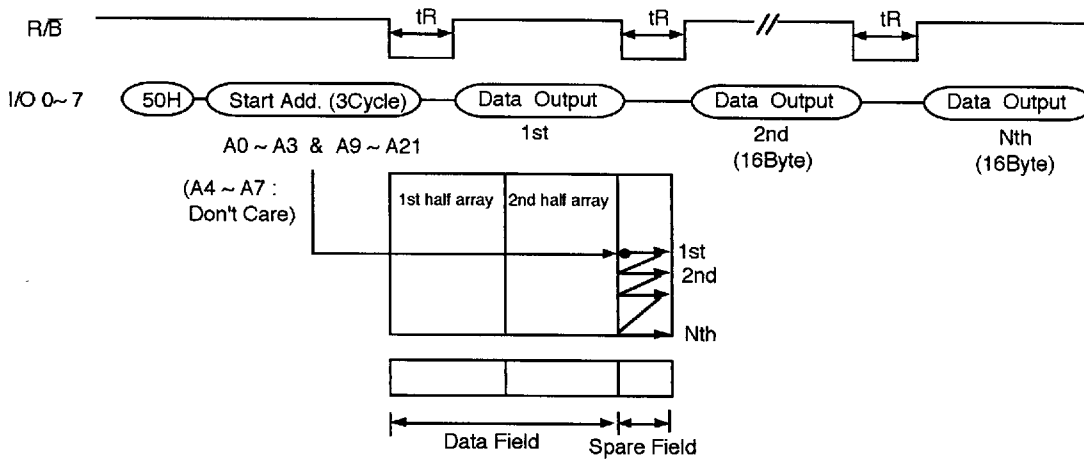 tR tR tR
R/B̅
I/O 0~ 7 50H Start Add. (3Cycle) Data Output Data Output Data Output
1st 2nd Nth
A0 ~ A3 & A9 ~ A21 (16Byte) (16Byte)
(A4 ~ A7 :
Don't Care)
1st half array 2nd half array
1st
2nd
Nth
Data Field Spare Field